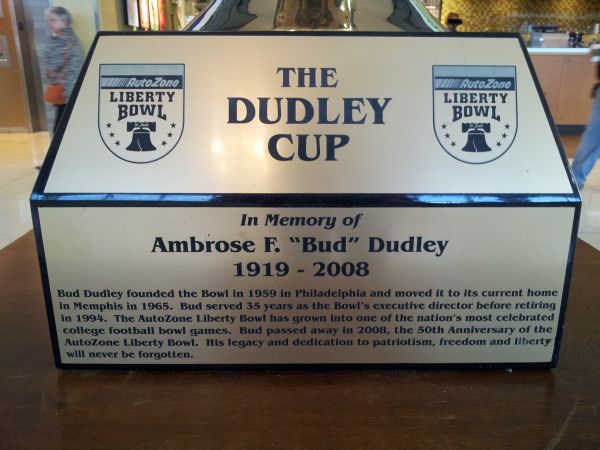 AutoZone
LIBERTY
BOWL
THE
DUDLEY
CUP
AutoZone
LIBERTY
BOWL
In Memory of
Ambrose F. "Bud" Dudley
1919 - 2008
Bud Dudley founded the Bowl in 1959 in Philadelphia and moved it to its current home
in Memphis in 1965. Bud served 35 years as the Bowl's executive director before retiring
in 1994. The AutoZone Liberty Bowl has grown into one of the nation's most celebrated
college football bowl games. Bud passed away in 2008, the 50th Anniversary of the
AutoZone Liberty Bowl. His legacy and dedication to patriotism, freedom and liberty
will never be forgotten.